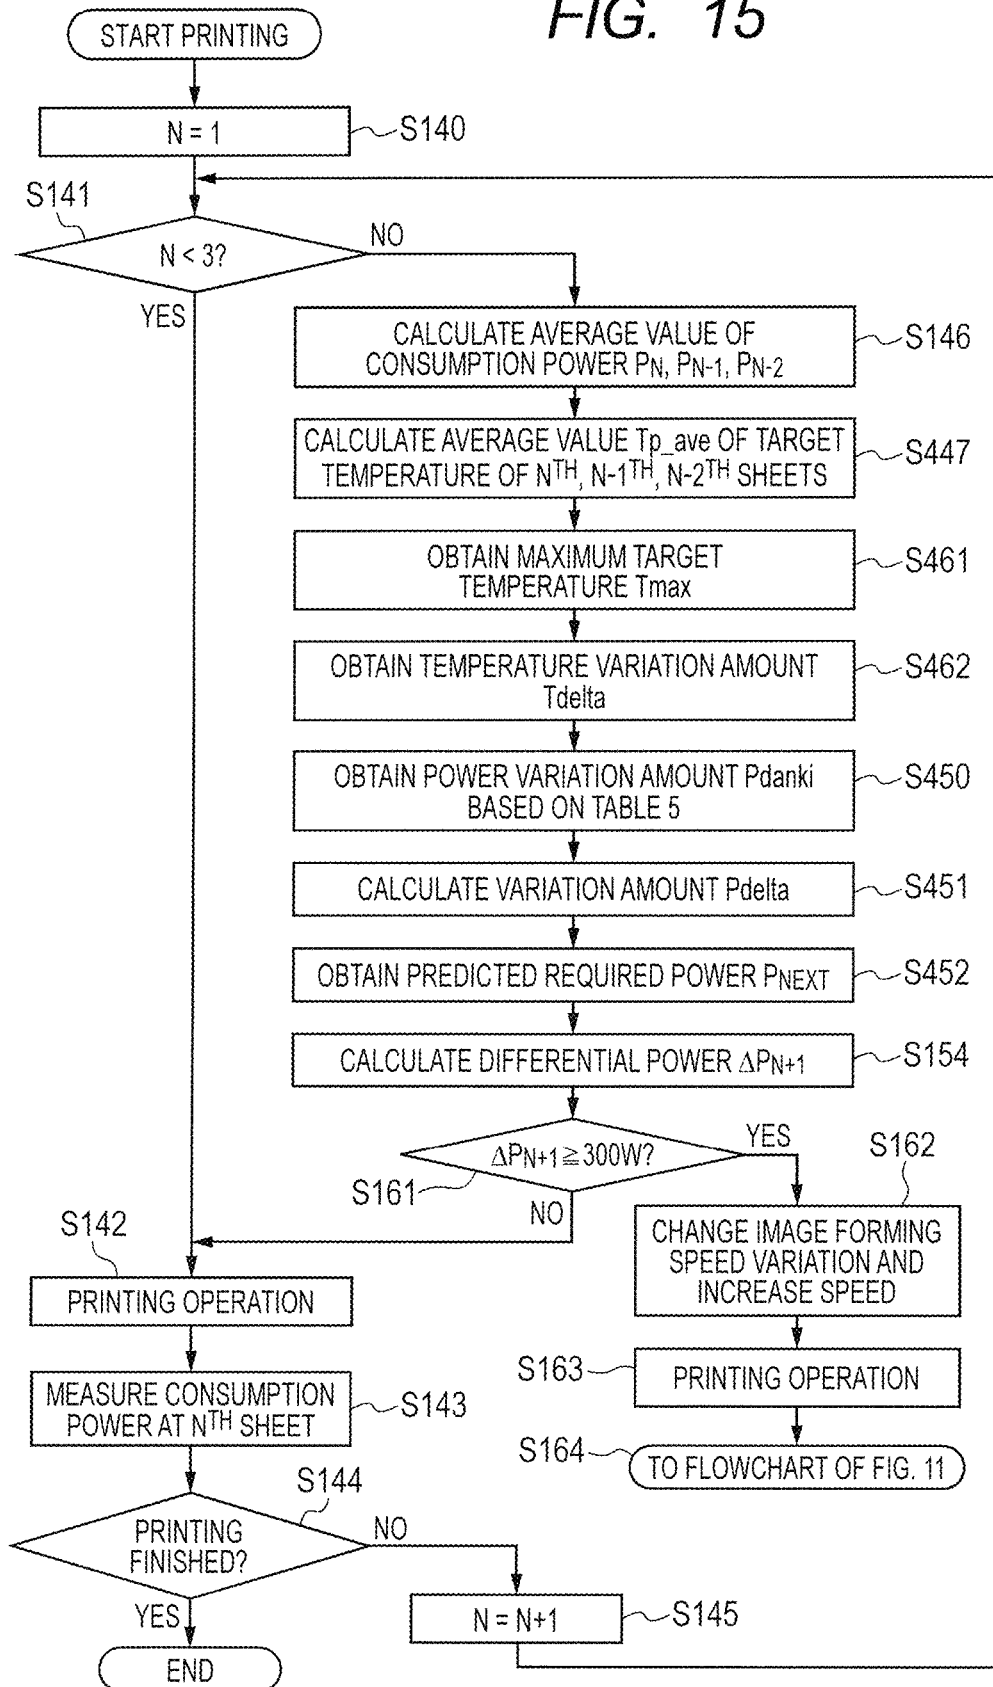 FIG. 15
START PRINTING
N = 1
S140
S141
N < 3?
NO
YES
CALCULATE AVERAGE VALUE OF
CONSUMPTION POWER PN, PN-1, PN-2
S146
CALCULATE AVERAGE VALUE Tp_ave OF TARGET
TEMPERATURE OF NTH, N-1TH, N-2TH SHEETS
S447
OBTAIN MAXIMUM TARGET
TEMPERATURE Tmax
S461
OBTAIN TEMPERATURE VARIATION AMOUNT
Tdelta
S462
OBTAIN POWER VARIATION AMOUNT Pdanki
BASED ON TABLE 5
S450
CALCULATE VARIATION AMOUNT Pdelta
S451
OBTAIN PREDICTED REQUIRED POWER PNEXT
S452
CALCULATE DIFFERENTIAL POWER ΔPN+1
S154
ΔPN+1≧300W?
YES
S161
NO
S162
CHANGE IMAGE FORMING
SPEED VARIATION AND
INCREASE SPEED
S142
PRINTING OPERATION
S163
PRINTING OPERATION
MEASURE CONSUMPTION
POWER AT NTH SHEET
S143
S164
TO FLOWCHART OF FIG. 11
S144
PRINTING
FINISHED?
NO
YES
N = N+1
S145
END